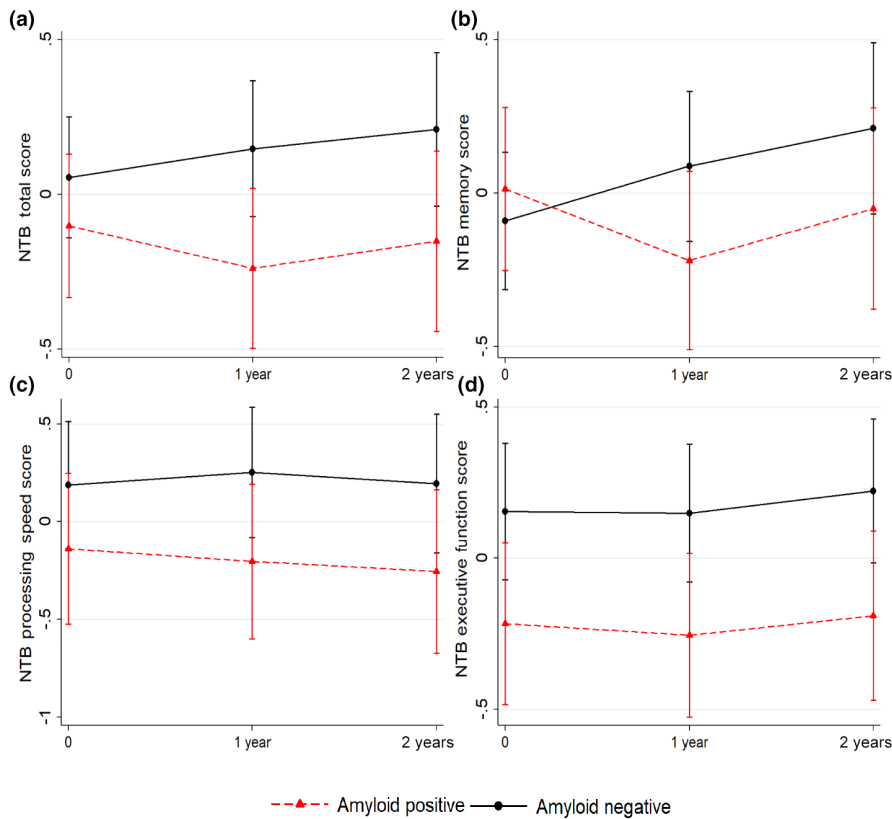 (a)
NTB total score
.5
0
-.5
0 1 year 2 years
(b)
NTB memory score
.5
0
-.5
0 1 year 2 years
(c)
NTB processing speed score
.5
0
-.5
-1
0 1 year 2 years
(d)
NTB executive function score
.5
0
-.5
0 1 year 2 years
Amyloid positive Amyloid negative